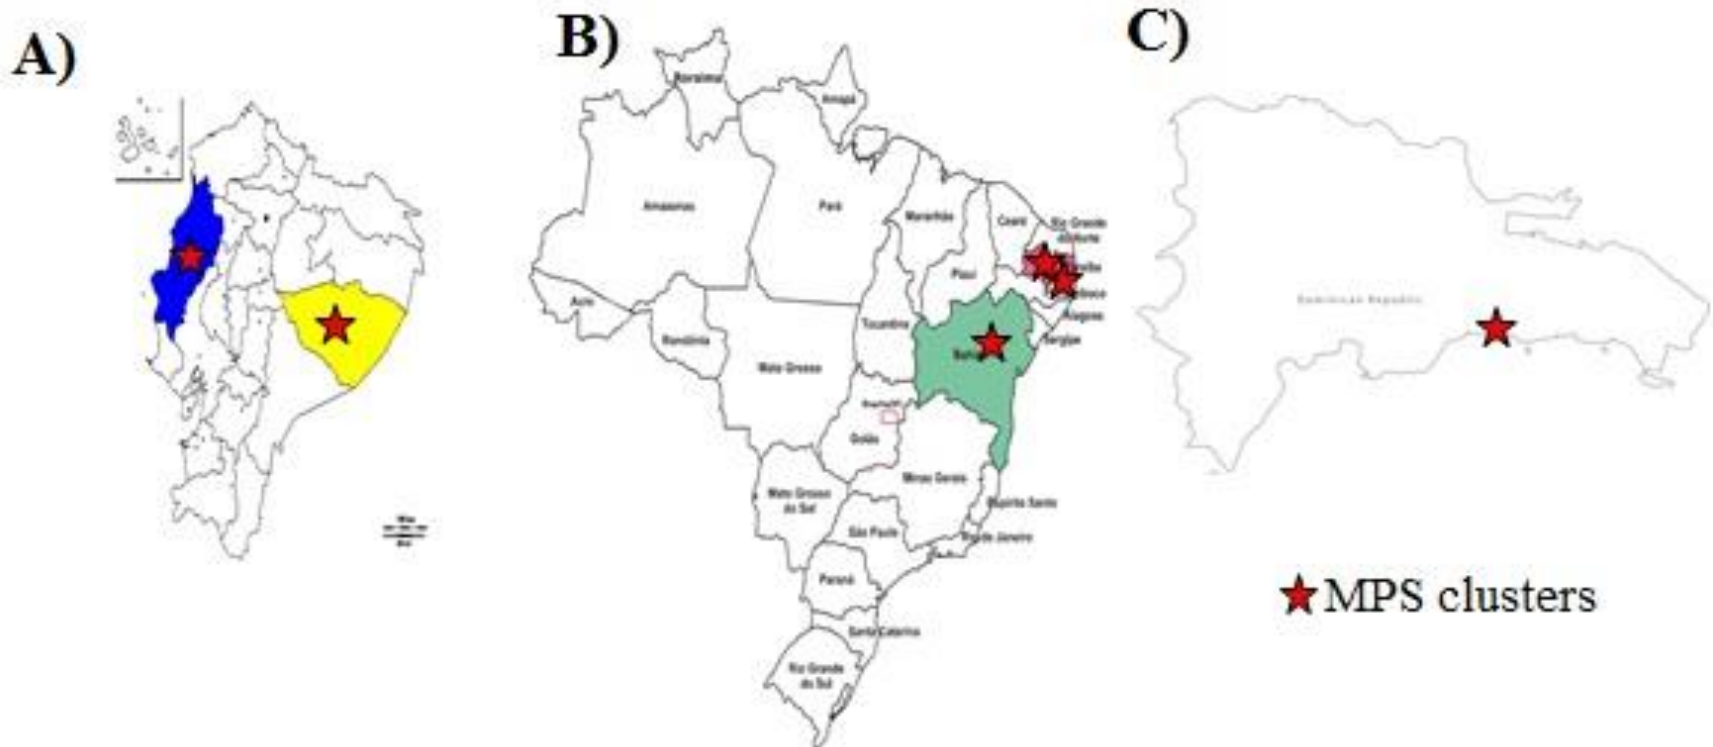 A)
B)
C)
Roraima
Amapá
Amazonas
Pará
Maranhão
Ceará
Rio Grande
do Norte
Piauí
Acre
Rondônia
Tocantins
Alagoas
Sergipe
Mato Grosso
Goiás
Minas Gerais
Mato Grosso
do Sul
Espírito Santo
São Paulo
Rio de Janeiro
Paraná
Santa Catarina
Rio Grande
do Sul
Dominican Republic
MPS clusters